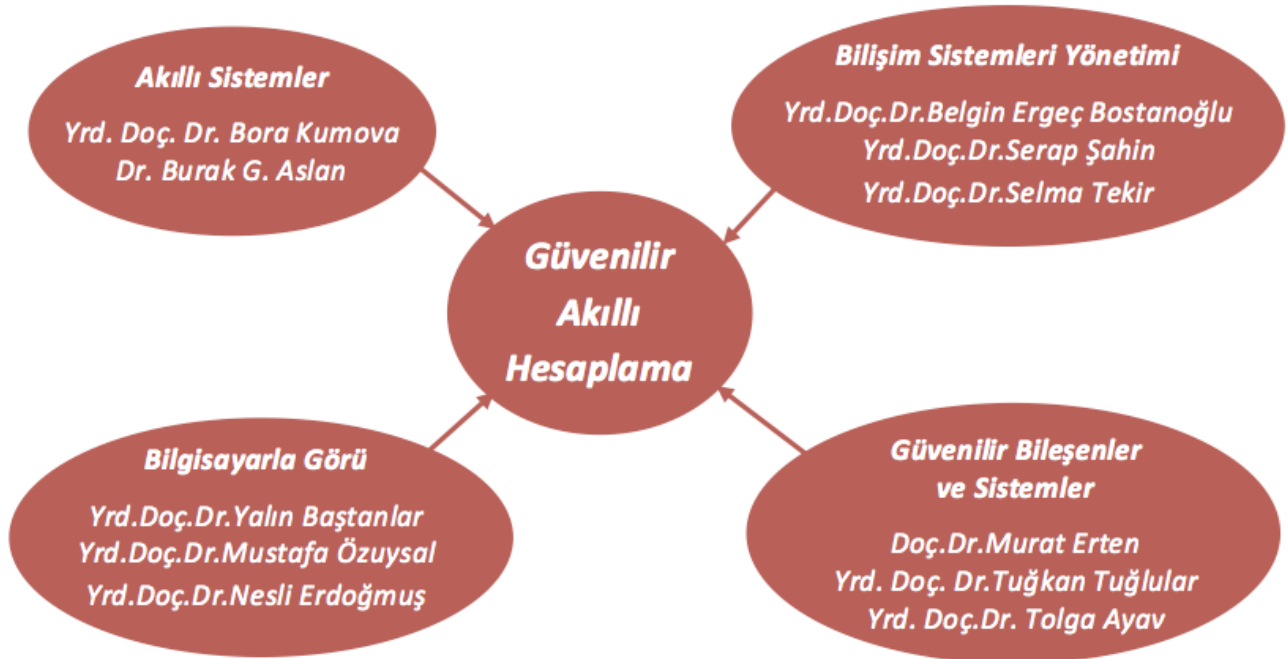 Akıllı Sistemler
Yrd. Doç. Dr. Bora Kumova
Dr. Burak G. Aslan
Bilişim Sistemleri Yönetimi
Yrd.Doç.Dr.Belgin Ergeç Bostanoğlu
Yrd.Doç.Dr.Serap Şahin
Yrd.Doç.Dr.Selma Tekir
Güvenilir
Akıllı
Hesaplama
Bilgisayarla Görü
Yrd.Doç.Dr.Yalın Baştanlar
Yrd.Doç.Dr.Mustafa Özuysal
Yrd.Doç.Dr.Nesli Erdoğmuş
Güvenilir Bileşenler
ve Sistemler
Doç.Dr.Murat Erten
Yrd. Doç. Dr.Tuğkan Tuğlular
Yrd. Doç.Dr. Tolga Ayav